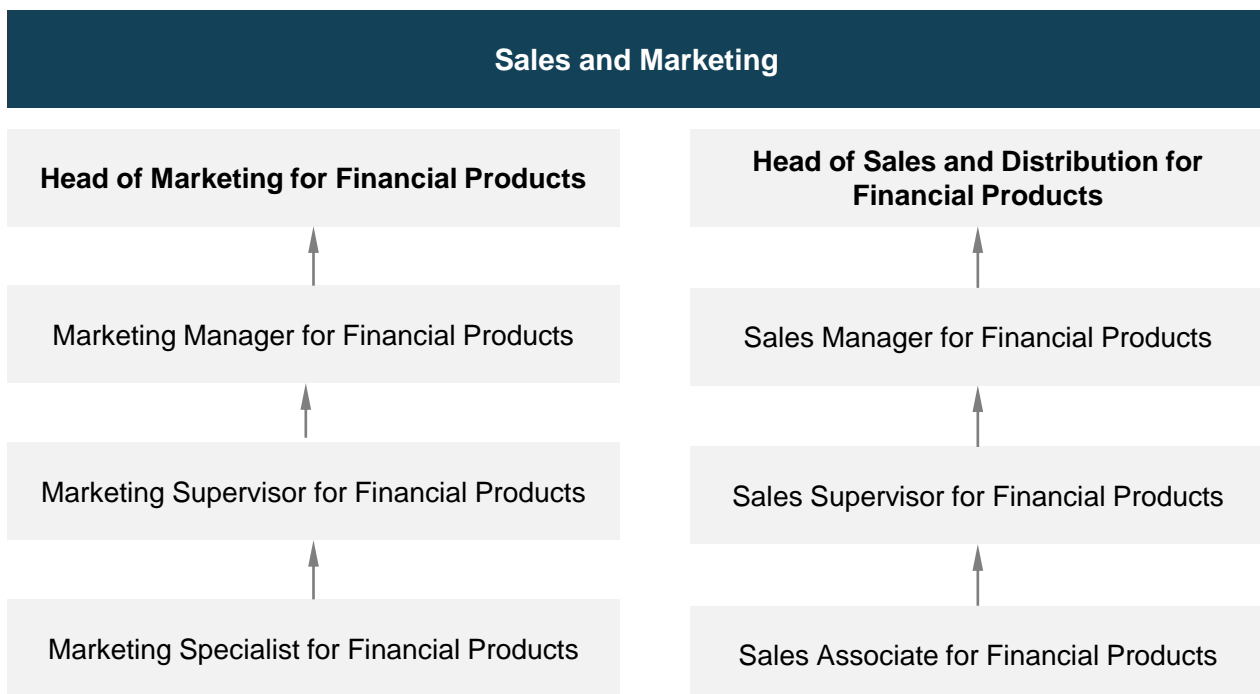 Sales and Marketing
Head of Marketing for Financial Products
Head of Sales and Distribution for
Financial Products
Marketing Manager for Financial Products
Sales Manager for Financial Products
Marketing Supervisor for Financial Products
Sales Supervisor for Financial Products
Marketing Specialist for Financial Products
Sales Associate for Financial Products